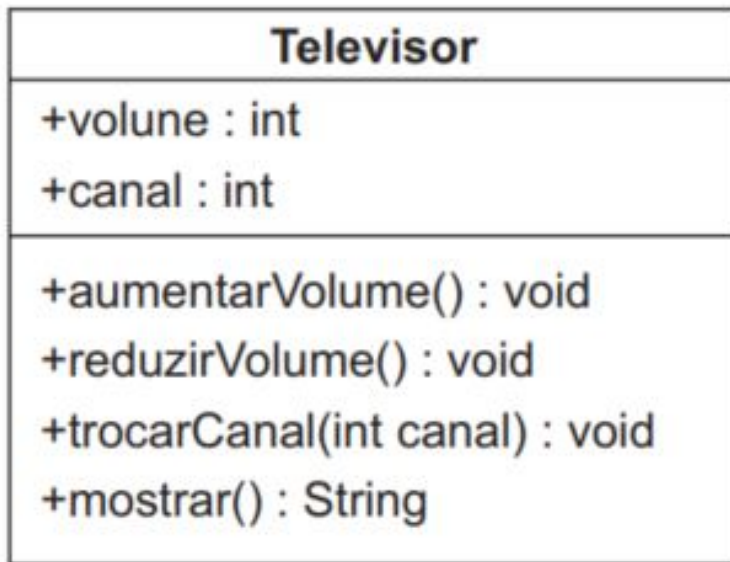 Televisor
+volune : int
+canal : int
+aumentarVolume() : void
+reduzirVolume() : void
+trocarCanal(int canal) : void
+mostrar() : String